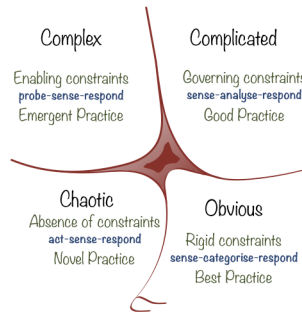 Complex
Enabling constraints
probe-sense-respond
Emergent Practice
Complicated
Governing constraints
sense-analyse-respond
Good Practice
Chaotic
Absence of constraints
act-sense-respond
Novel Practice
Obvious
Rigid constraints
sense-categorise-respond
Best Practice